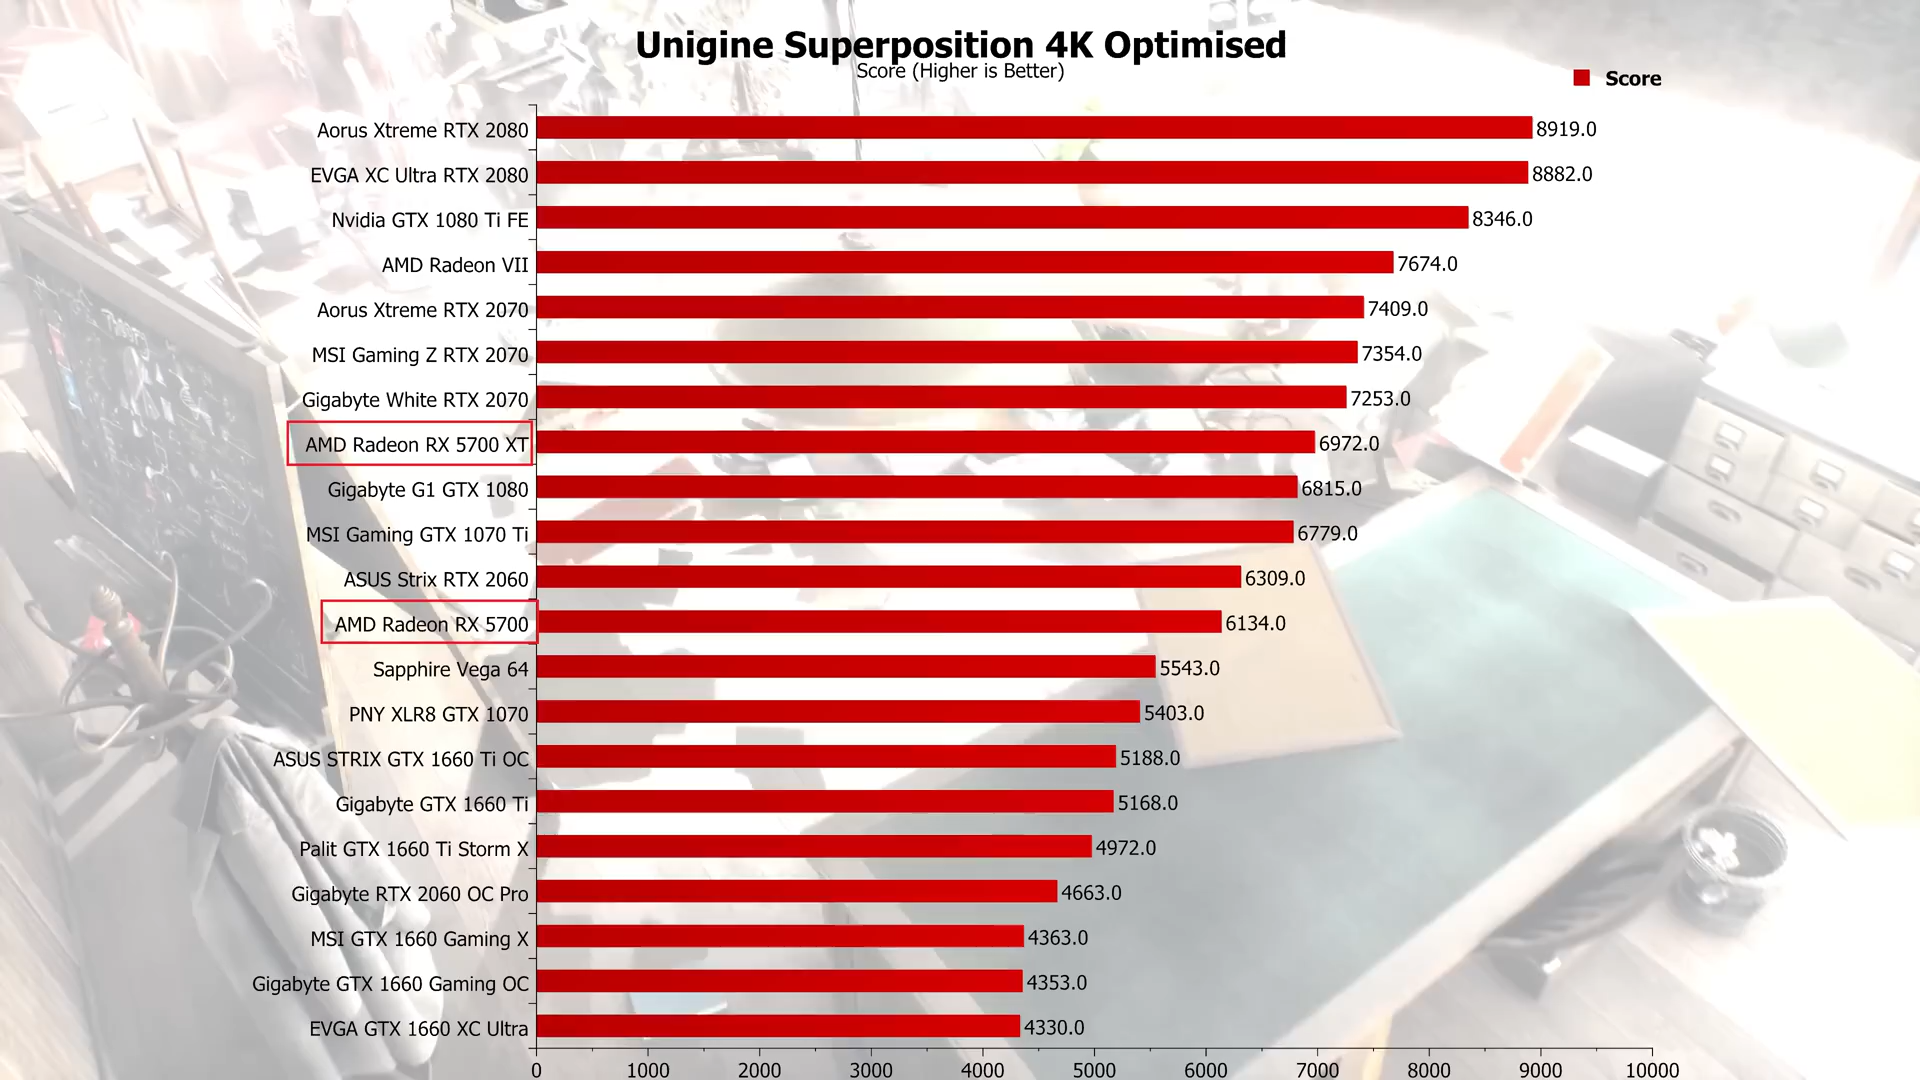 Unigine Superposition 4K Optimised
Score (Higher is Better)
Score
Aorus Xtreme RTX 2080 8919.0
EVGA XC Ultra RTX 2080 8882.0
Nvidia GTX 1080 Ti FE 8346.0
AMD Radeon VII 7674.0
Aorus Xtreme RTX 2070 7409.0
MSI Gaming Z RTX 2070 7354.0
Gigabyte White RTX 2070 7253.0
AMD Radeon RX 5700 XT 6972.0
Gigabyte G1 GTX 1080 6815.0
MSI Gaming GTX 1070 Ti 6779.0
ASUS Strix RTX 2060 6309.0
AMD Radeon RX 5700 6134.0
Sapphire Vega 64 5543.0
PNY XLR8 GTX 1070 5403.0
ASUS STRIX GTX 1660 Ti OC 5188.0
Gigabyte GTX 1660 Ti 5168.0
Palit GTX 1660 Ti Storm X 4972.0
Gigabyte RTX 2060 OC Pro 4663.0
MSI GTX 1660 Gaming X 4363.0
Gigabyte GTX 1660 Gaming OC 4353.0
EVGA GTX 1660 XC Ultra 4330.0
0 1000 2000 3000 4000 5000 6000 7000 8000 9000 10000